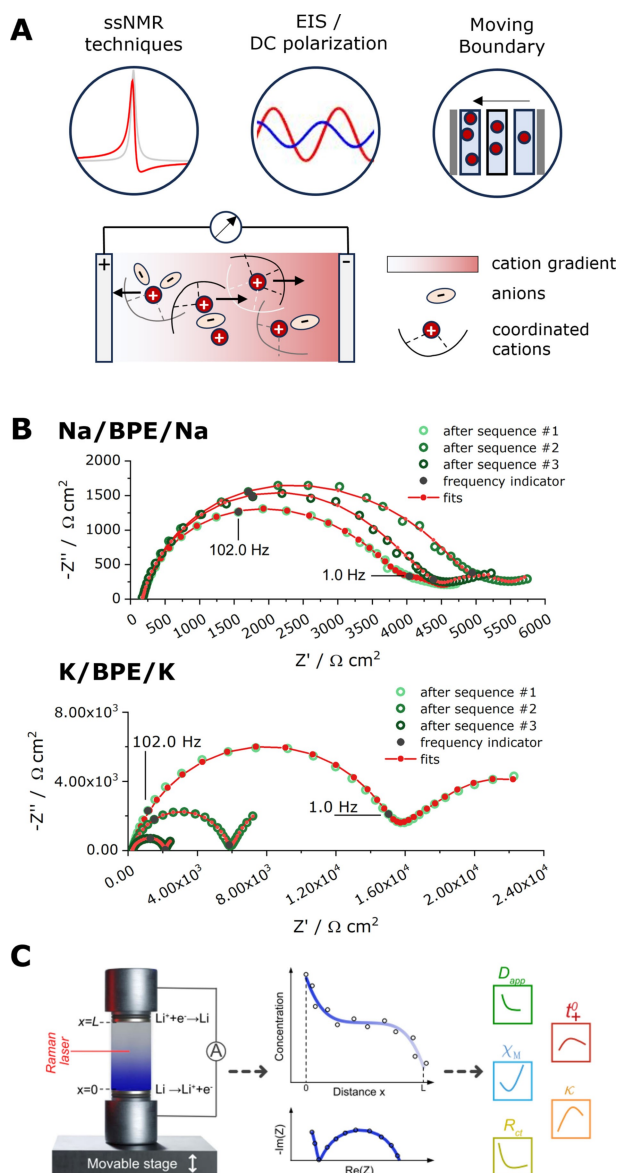 A
ssNMR
techniques
EIS /
DC polarization
Moving
Boundary
+
-
cation gradient
anions
coordinated
cations
B
Na/BPE/Na
after sequence #1
after sequence #2
after sequence #3
frequency indicator
fits
2000
1500
1000
500
0
-Z'' / Ω cm²
102.0 Hz
1.0 Hz
0 500 1000 1500 2000 2500 3000 3500 4000 4500 5000 5500 6000
Z' / Ω cm²
K/BPE/K
after sequence #1
after sequence #2
after sequence #3
frequency indicator
fits
8.00x10³
4.00x10³
0.00
-Z'' / Ω cm²
102.0 Hz
1.0 Hz
0.00 4.00x10³ 8.00x10³ 1.20x10⁴ 1.60x10⁴ 2.00x10⁴ 2.40x10⁴
Z' / Ω cm²
C
x=L
Li⁺+e⁻→Li
Raman
laser
A
x=0
Li→Li⁺+e⁻
Movable stage
Concentration
0
L
Distance x
-Im(Z)
Re(Z)
D_app
t₊⁰
χ_M
κ
R_ct